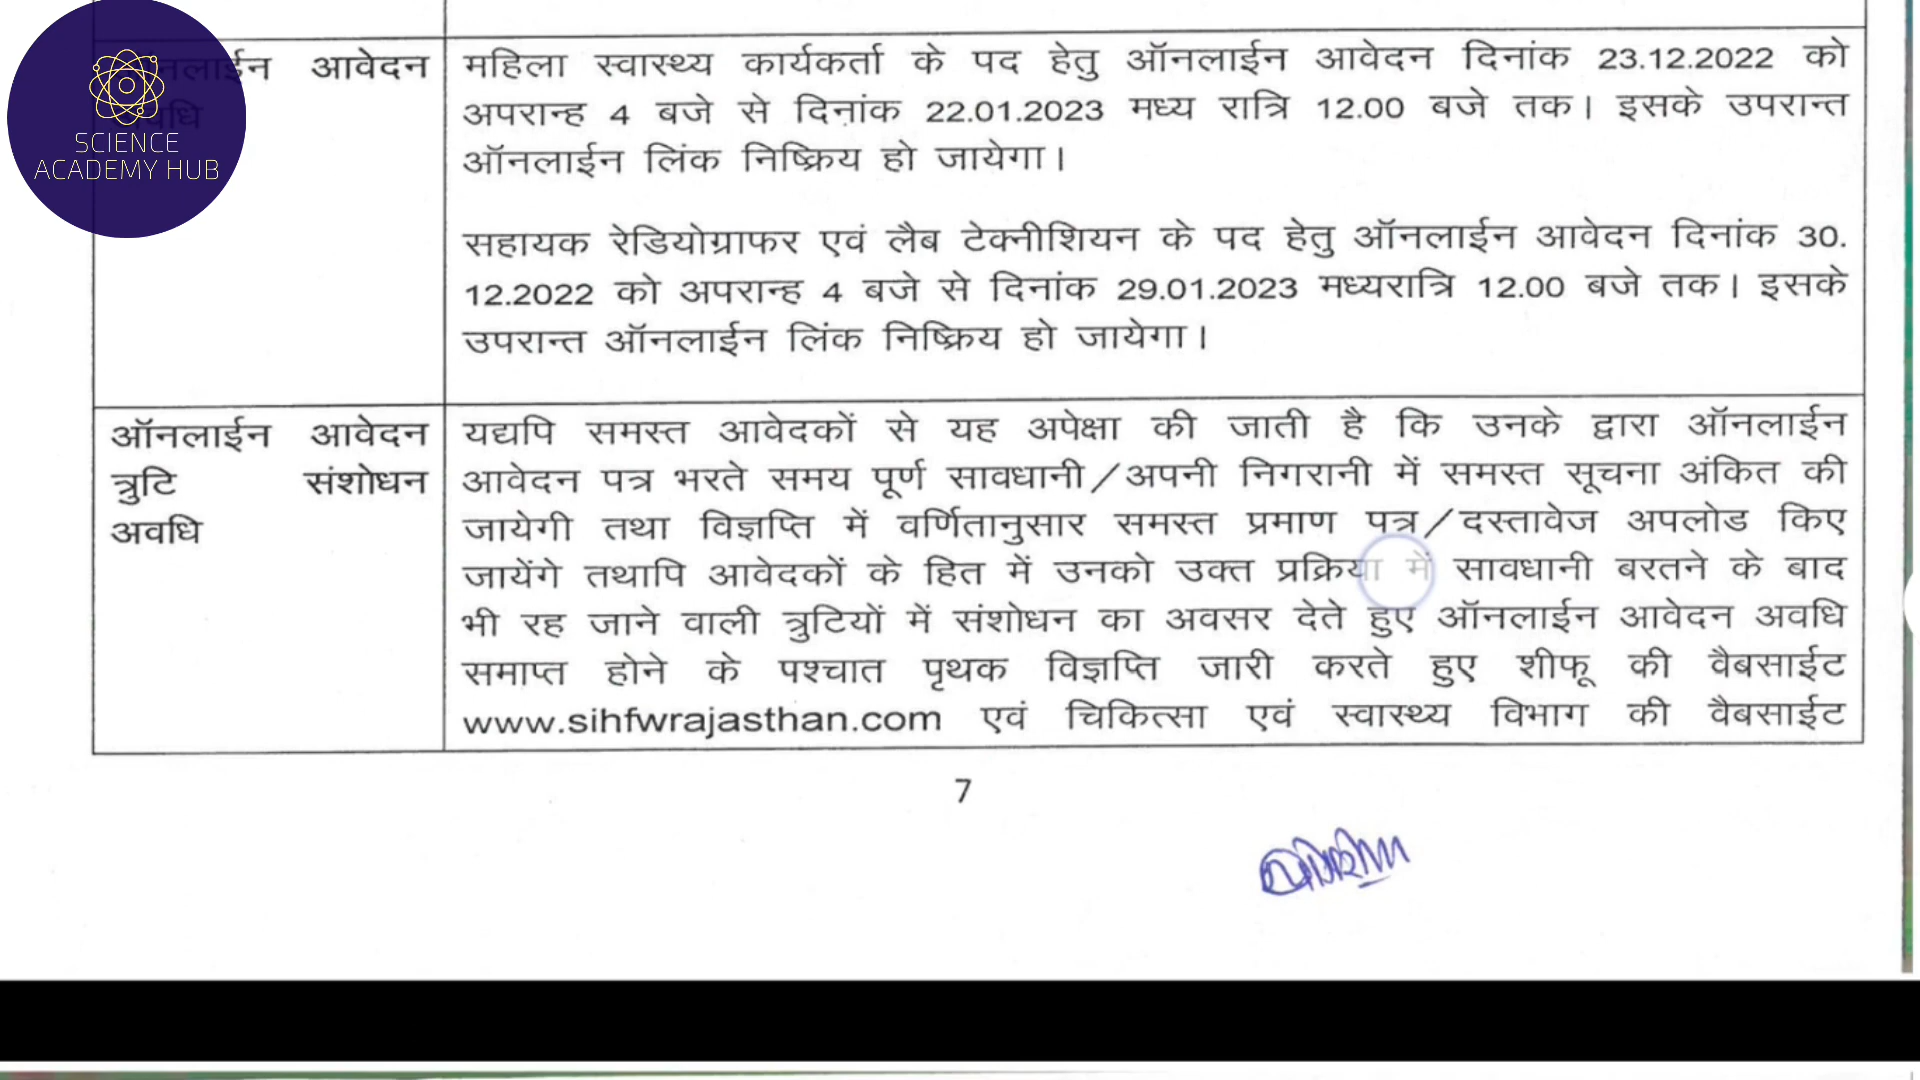 ऑनलाईन आवेदन
अवधि
SCIENCE
ACADEMY HUB
महिला स्वास्थ्य कार्यकर्ता के पद हेतु ऑनलाईन आवेदन दिनांक 23.12.2022 को
अपरान्ह 4 बजे से दिनांक 22.01.2023 मध्य रात्रि 12.00 बजे तक। इसके उपरान्त
ऑनलाईन लिंक निष्क्रिय हो जायेगा।
सहायक रेडियोग्राफर एवं लैब टेक्नीशियन के पद हेतु ऑनलाईन आवेदन दिनांक 30.
12.2022 को अपरान्ह 4 बजे से दिनांक 29.01.2023 मध्यरात्रि 12.00 बजे तक। इसके
उपरान्त ऑनलाईन लिंक निष्क्रिय हो जायेगा।
ऑनलाईन आवेदन
त्रुटि संशोधन
अवधि
यद्यपि समस्त आवेदकों से यह अपेक्षा की जाती है कि उनके द्वारा ऑनलाईन
आवेदन पत्र भरते समय पूर्ण सावधानी/अपनी निगरानी में समस्त सूचना अंकित की
जायेगी तथा विज्ञप्ति में वर्णितानुसार समस्त प्रमाण पत्र/दस्तावेज अपलोड किए
जायेंगे तथापि आवेदकों के हित में उनको उक्त प्रक्रिया में सावधानी बरतने के बाद
भी रह जाने वाली त्रुटियों में संशोधन का अवसर देते हुए ऑनलाईन आवेदन अवधि
समाप्त होने के पश्चात पृथक विज्ञप्ति जारी करते हुए शीफू की वैबसाईट
www.sihfwrajasthan.com एवं चिकित्सा एवं स्वास्थ्य विभाग की वैबसाईट
7